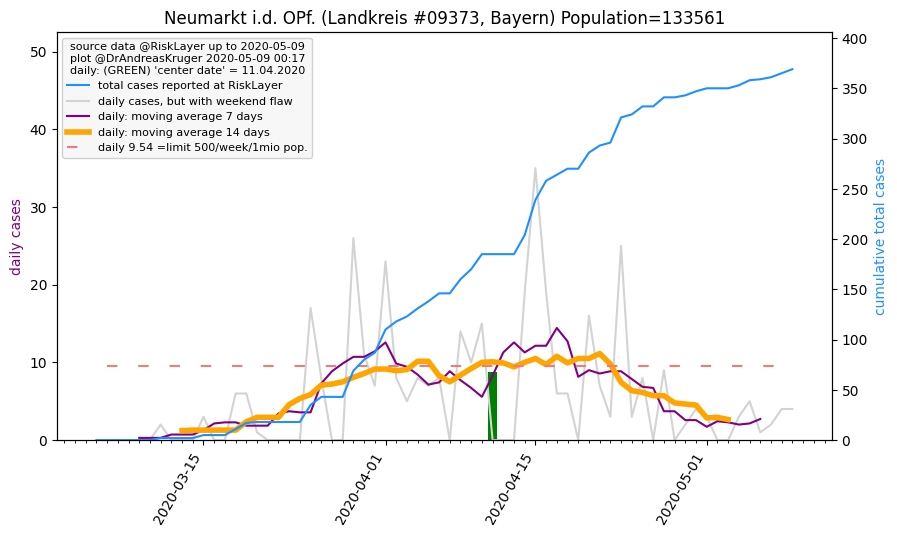 Neumarkt i.d. OPf. (Landkreis #09373, Bayern) Population=133561
source data @RiskLayer up to 2020-05-09
plot @DrAndreasKruger 2020-05-09 00:17
daily: (GREEN) 'center date' = 11.04.2020
total cases reported at RiskLayer
daily cases, but with weekend flaw
daily: moving average 7 days
daily: moving average 14 days
daily 9.54 =limit 500/week/1mio pop.
daily cases
50
40
30
20
10
0
400
350
300
250
200
150
100
50
0
cumulative total cases
2020-03-15
2020-04-01
2020-04-15
2020-05-01